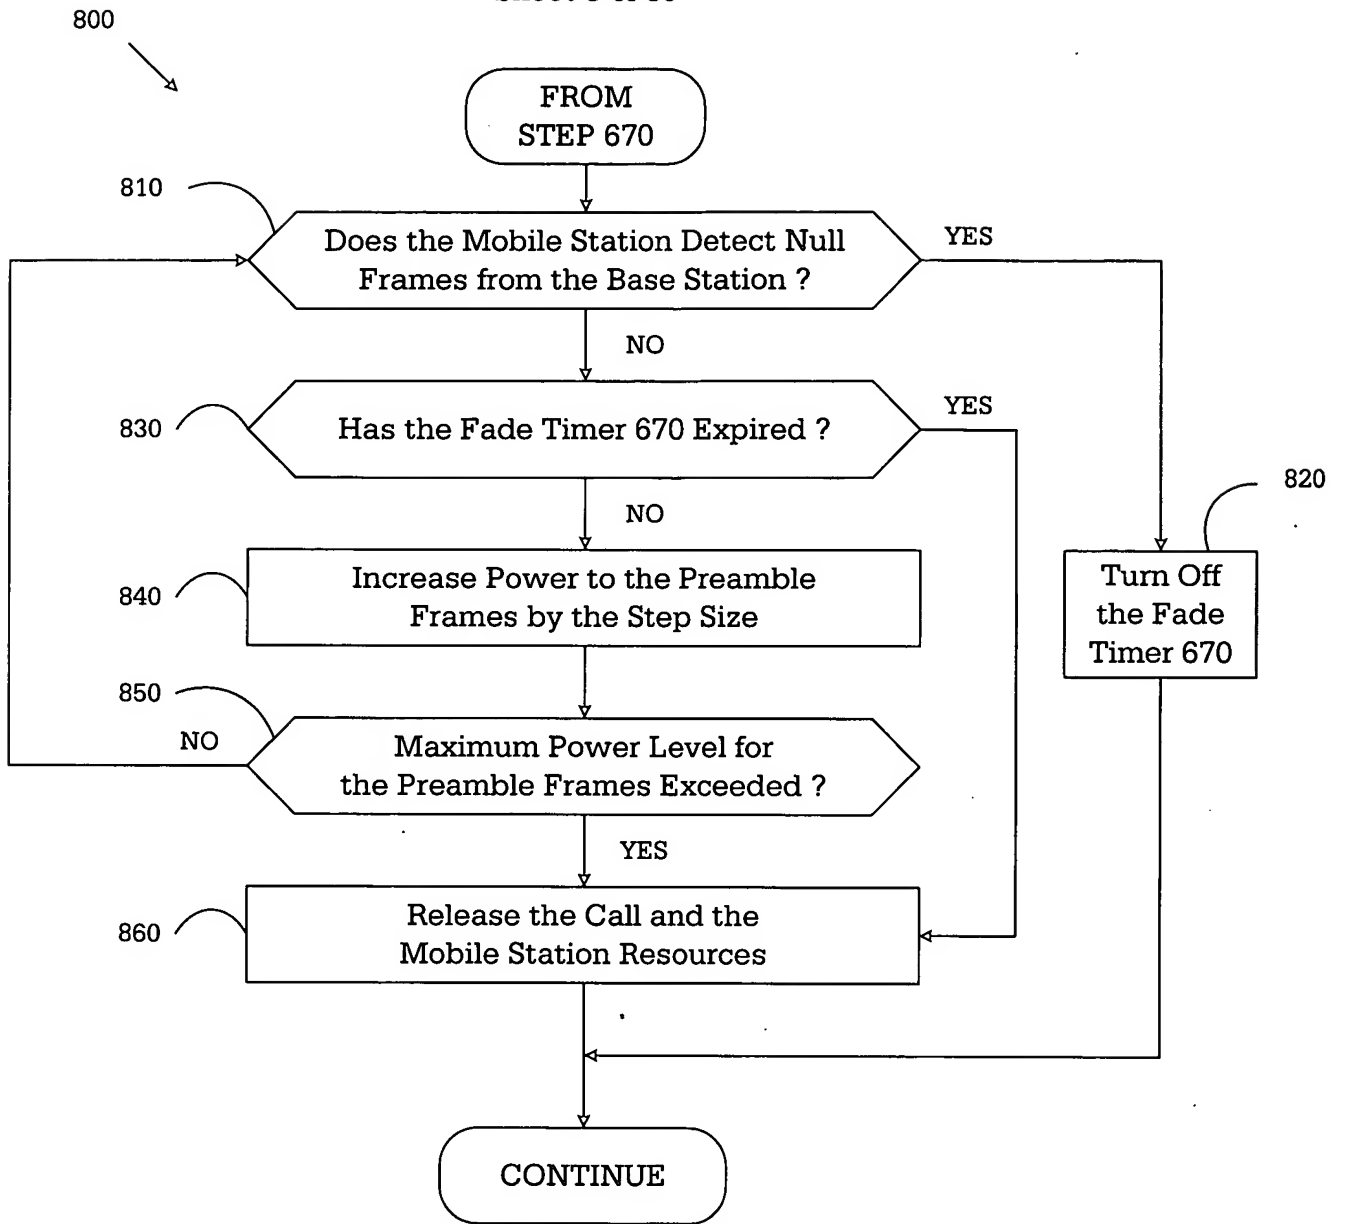 800
FROM
STEP 670
810
Does the Mobile Station Detect Null
Frames from the Base Station ?
YES
NO
830
Has the Fade Timer 670 Expired ?
YES
NO
820
Turn Off
the Fade
Timer 670
840
Increase Power to the Preamble
Frames by the Step Size
850
NO
Maximum Power Level for
the Preamble Frames Exceeded ?
YES
860
Release the Call and the
Mobile Station Resources
CONTINUE